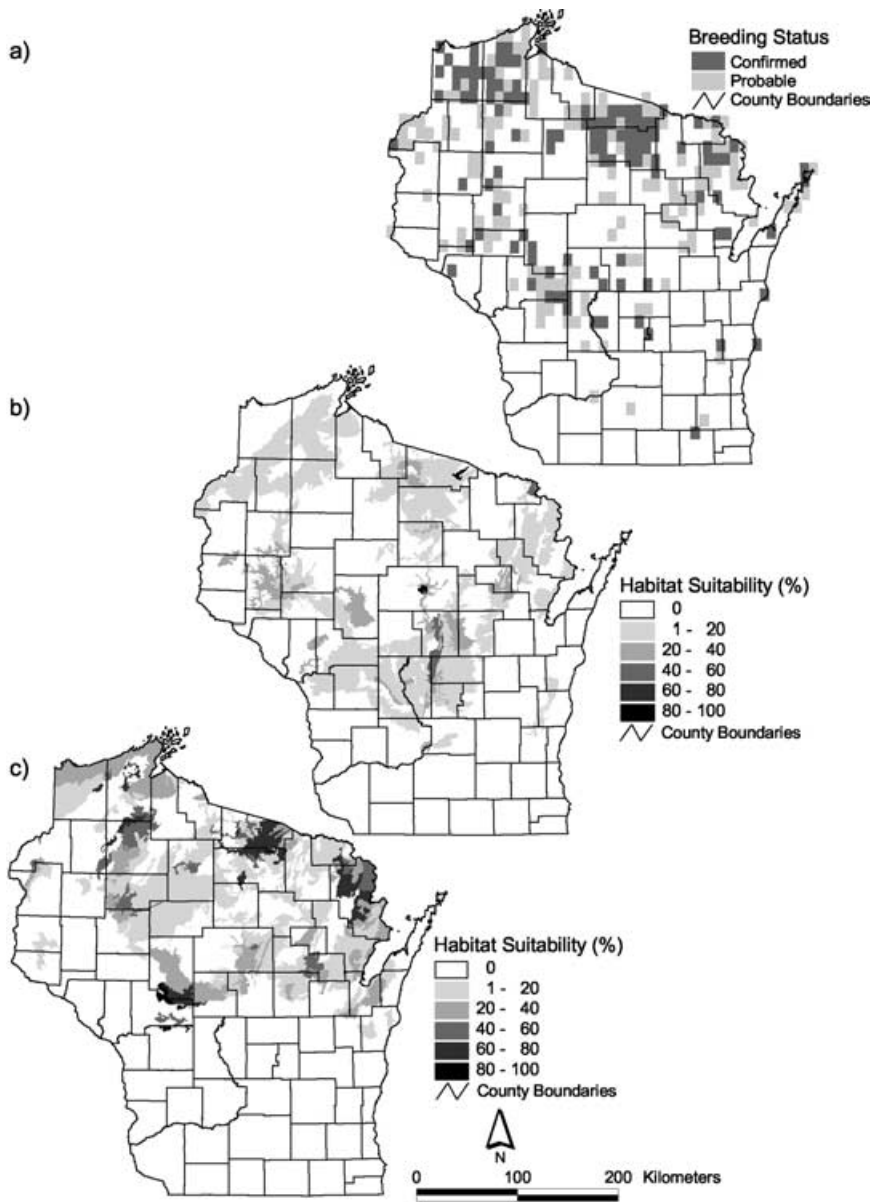 a)
Breeding Status
Confirmed
Probable
County Boundaries
b)
Habitat Suitability (%)
0
1 - 20
20 - 40
40 - 60
60 - 80
80 - 100
County Boundaries
c)
Habitat Suitability (%)
0
1 - 20
20 - 40
40 - 60
60 - 80
80 - 100
County Boundaries
N
0 100 200 Kilometers